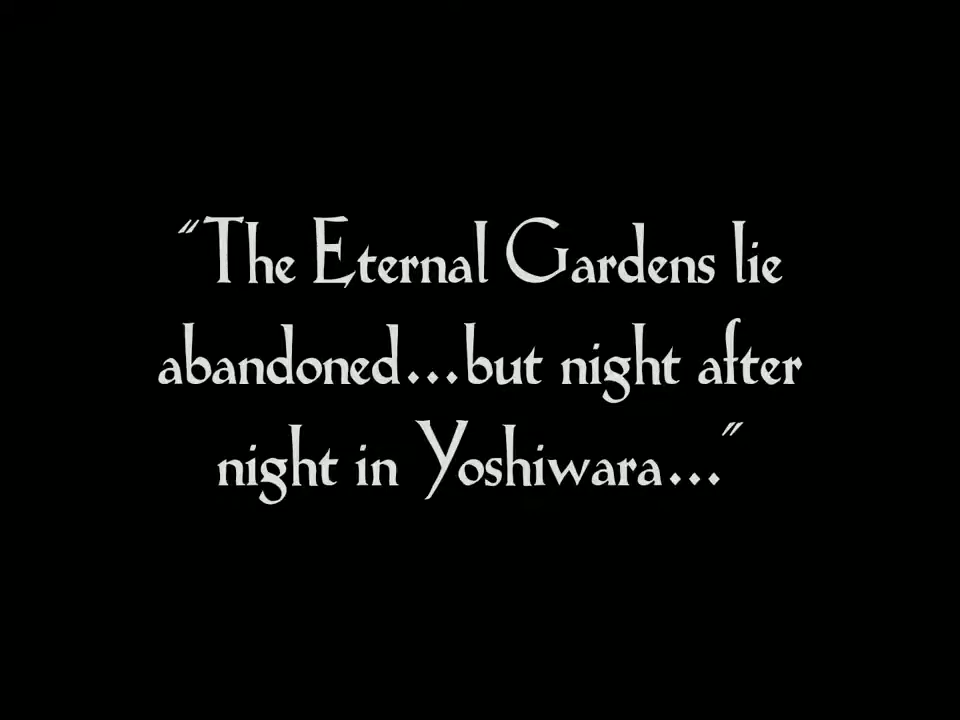 "The Eternal Gardens lie
abandoned...but night after
night in Yoshiwara..."